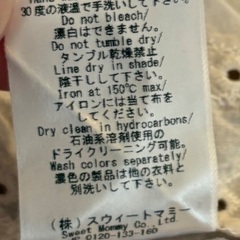 30度の液温で手洗いして下さい。
Do not bleach/
漂白はできません。
Do not tumble dry/
タンブル乾燥禁止
Line dry in shade/
陰干しして下さい。
Iron at 150℃ max/
アイロンには当て布を
してください。
Dry clean in hydrocarbons/
石油系溶剤使用の
ドライクリーニング可能。
Wash colors separately/
濃色の製品は他の衣料と
別洗いして下さい。
(株) スウィートマミー
Sweet Mommy Co., Ltd
0120-133-160